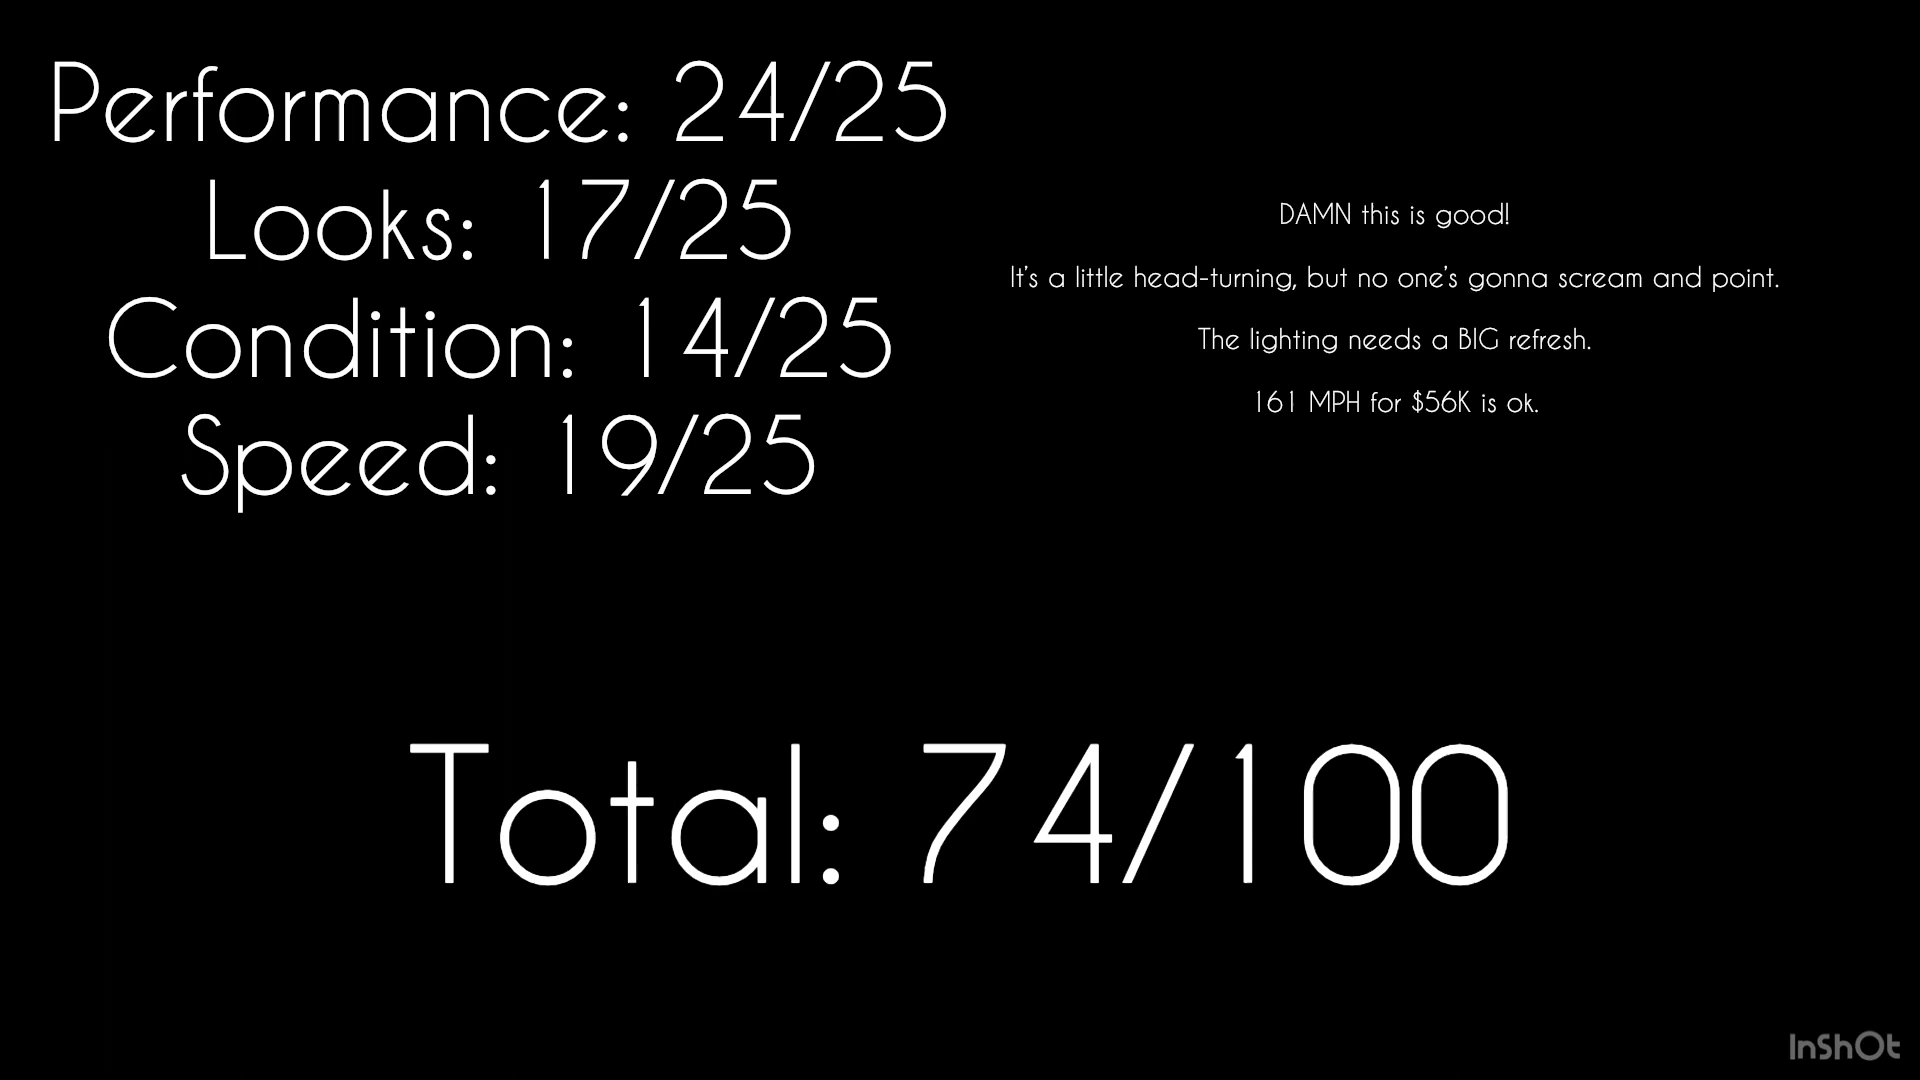 Performance: 24/25
Looks: 17/25
Condition: 14/25
Speed: 19/25
DAMN this is good!
It's a little head-turning, but no one's gonna scream and point.
The lighting needs a BIG refresh.
161 MPH for $56K is ok.
Total: 74/100
InShOt